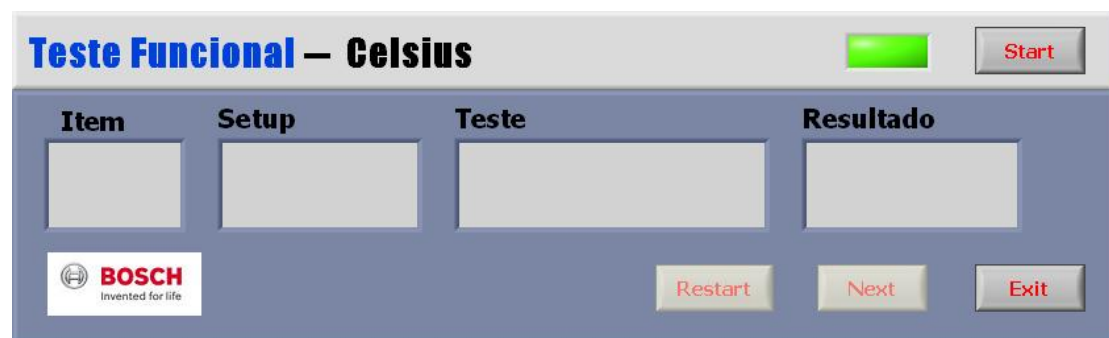 Teste Funcional – Celsius
Start
Item Setup Teste Resultado
BOSCH
Invented for life
Restart Next Exit